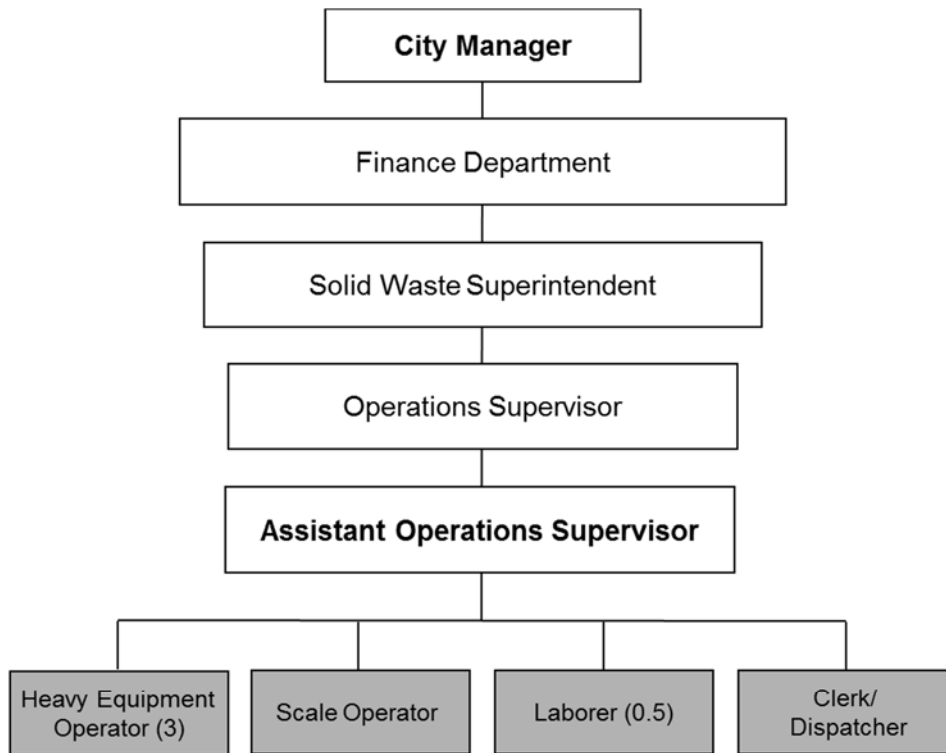 City Manager
Finance Department
Solid Waste Superintendent
Operations Supervisor
Assistant Operations Supervisor
Heavy Equipment
Operator (3)
Scale Operator
Laborer (0.5)
Clerk/
Dispatcher